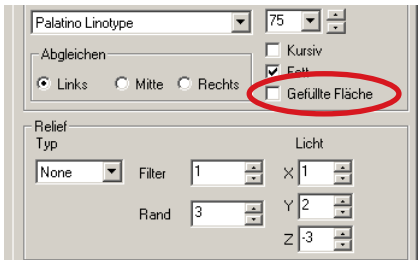 Palatino Linotype 75
Abgleichen
Kursiv
Fett
Links Mitte Rechts
Gefüllte Fläche
Relief
Typ Licht
None Filter 1 X 1
Rand 3 Y 2
Z -3